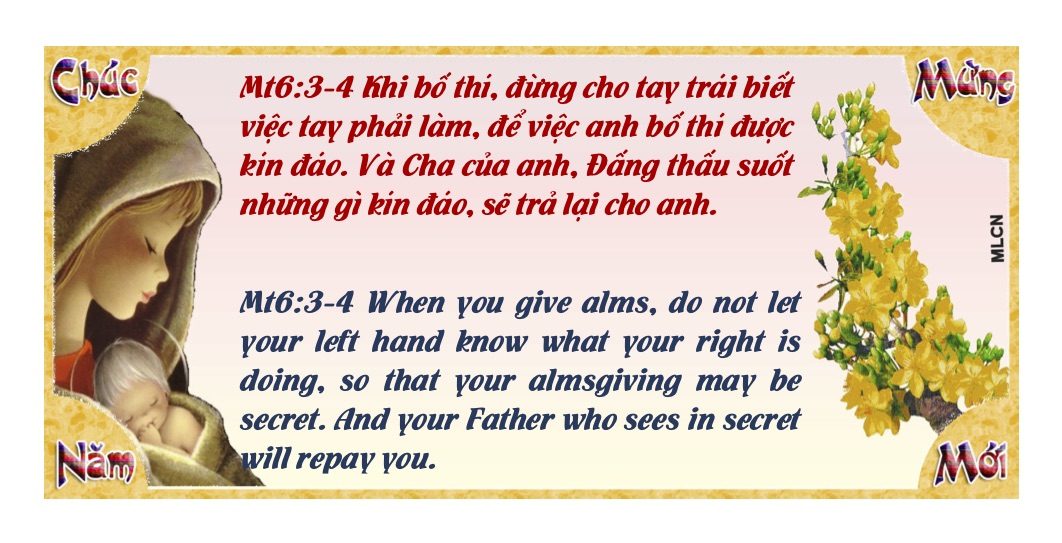 Chúc
Mừng
Mt6:3-4 Khi bố thí, đừng cho tay trái biết
việc tay phải làm, để việc anh bố thí được
kín đáo. Và Cha của anh, Đấng thấu suốt
những gì kín đáo, sẽ trả lại cho anh.
MLCN
Mt6:3-4 When you give alms, do not let
your left hand know what your right is
doing, so that your almsgiving may be
secret. And your Father who sees in secret
will repay you.
Năm
Mới